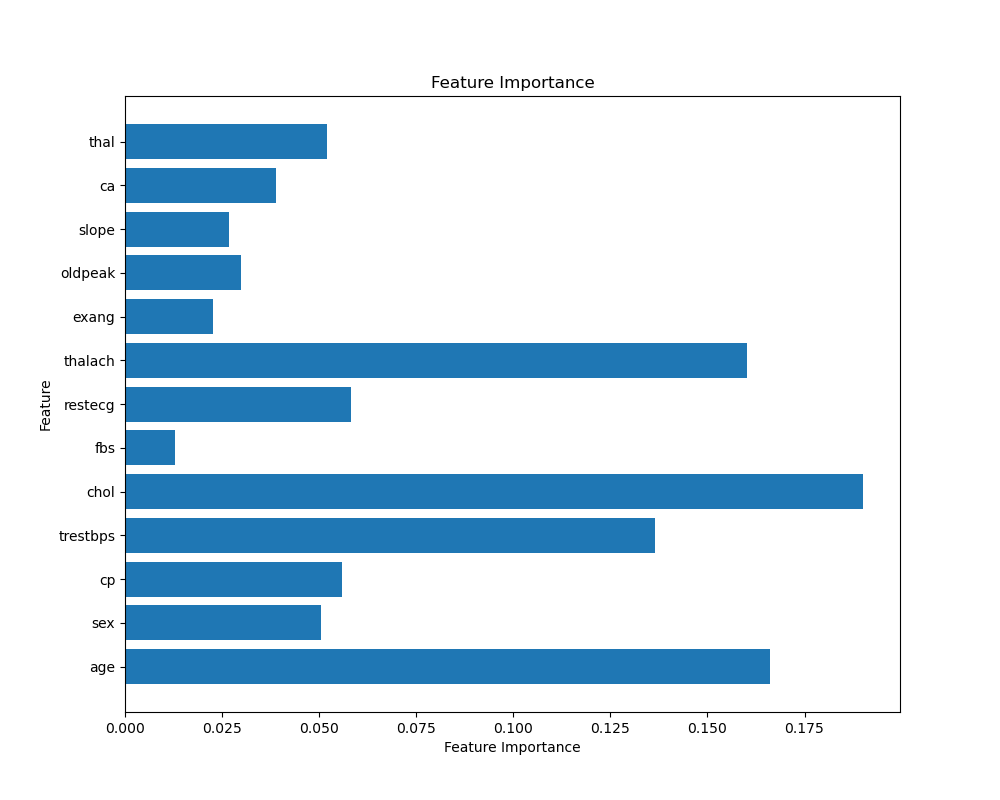 Feature Importance
thal
ca
slope
oldpeak
exang
thalach
restecg
fbs
chol
trestbps
cp
sex
age
Feature
0.000 0.025 0.050 0.075 0.100 0.125 0.150 0.175
Feature Importance